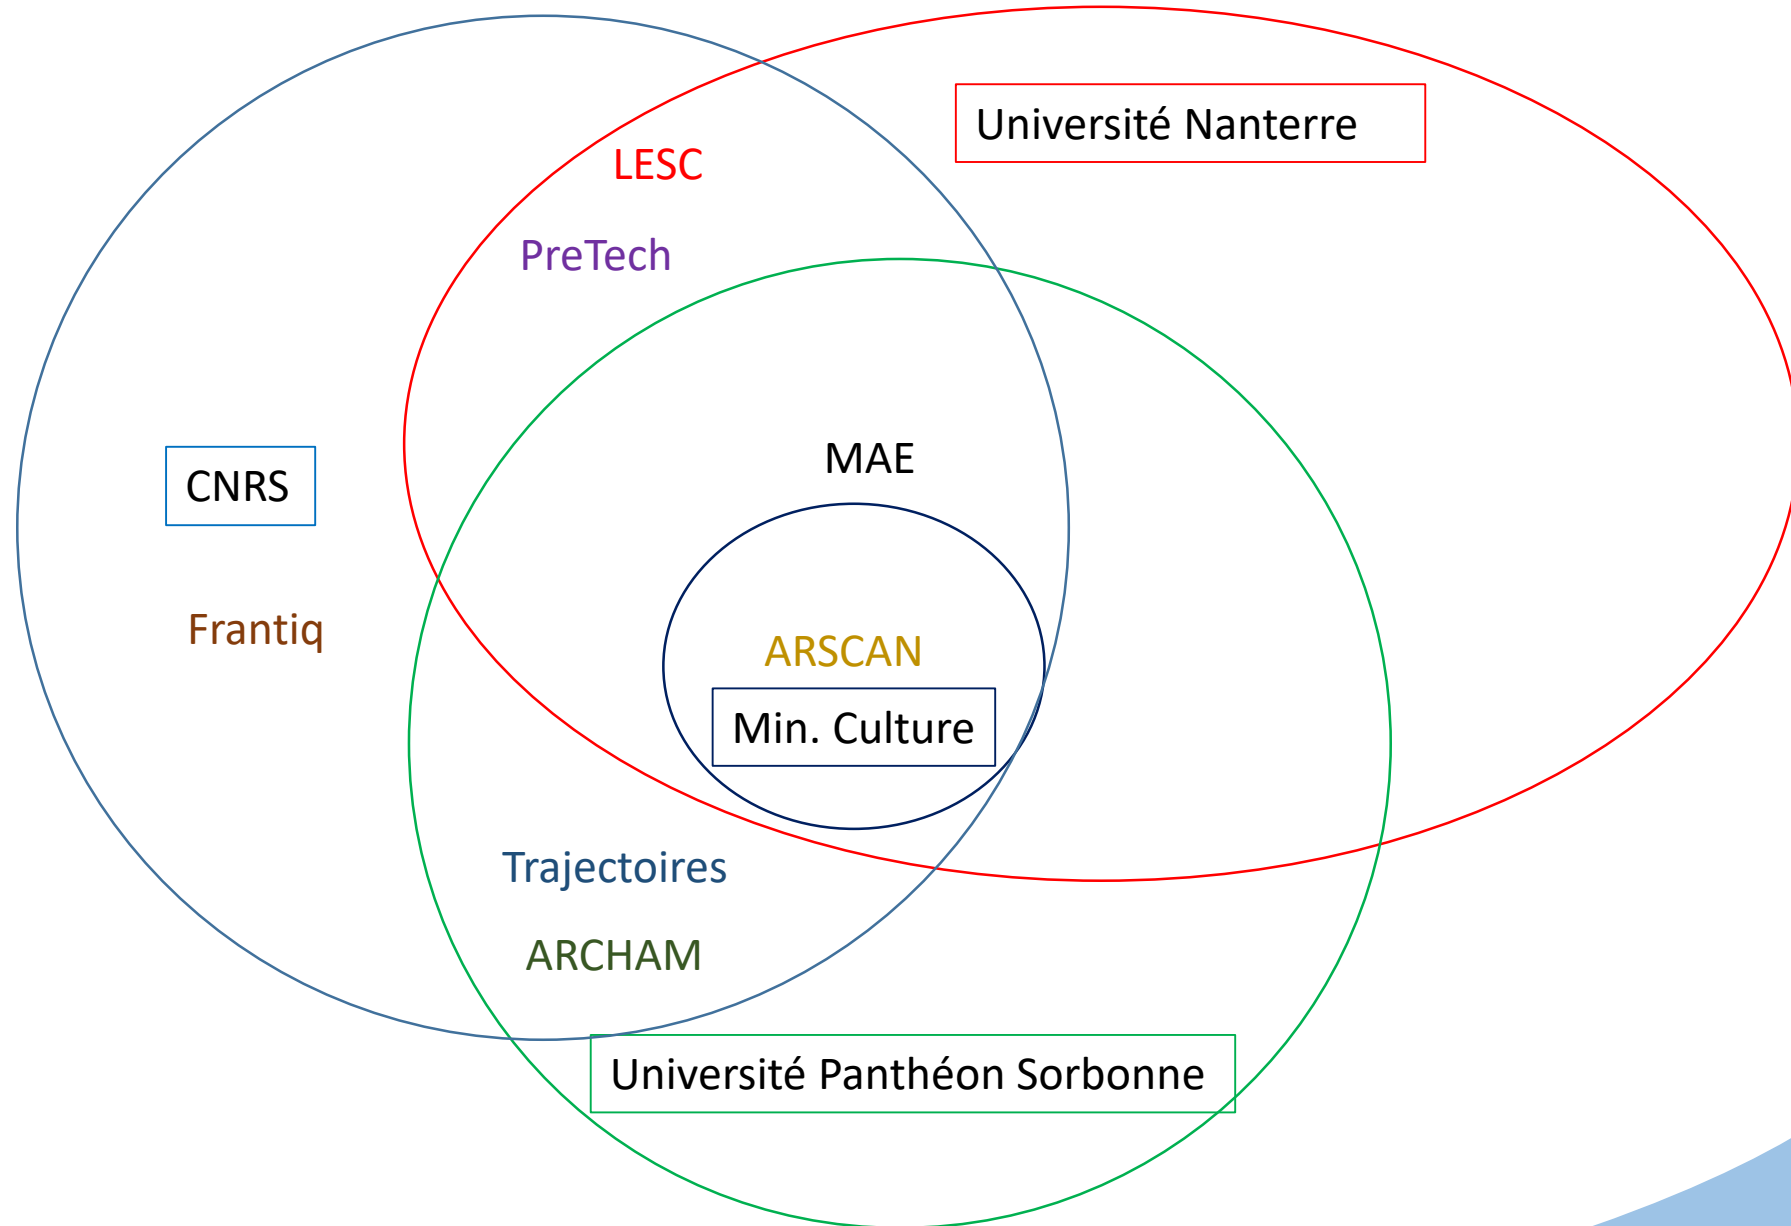 Université Nanterre
LESC
PreTech
MAE
CNRS
Frantiq
ARSCAN
Min. Culture
Trajectoires
ARCHAM
Université Panthéon Sorbonne